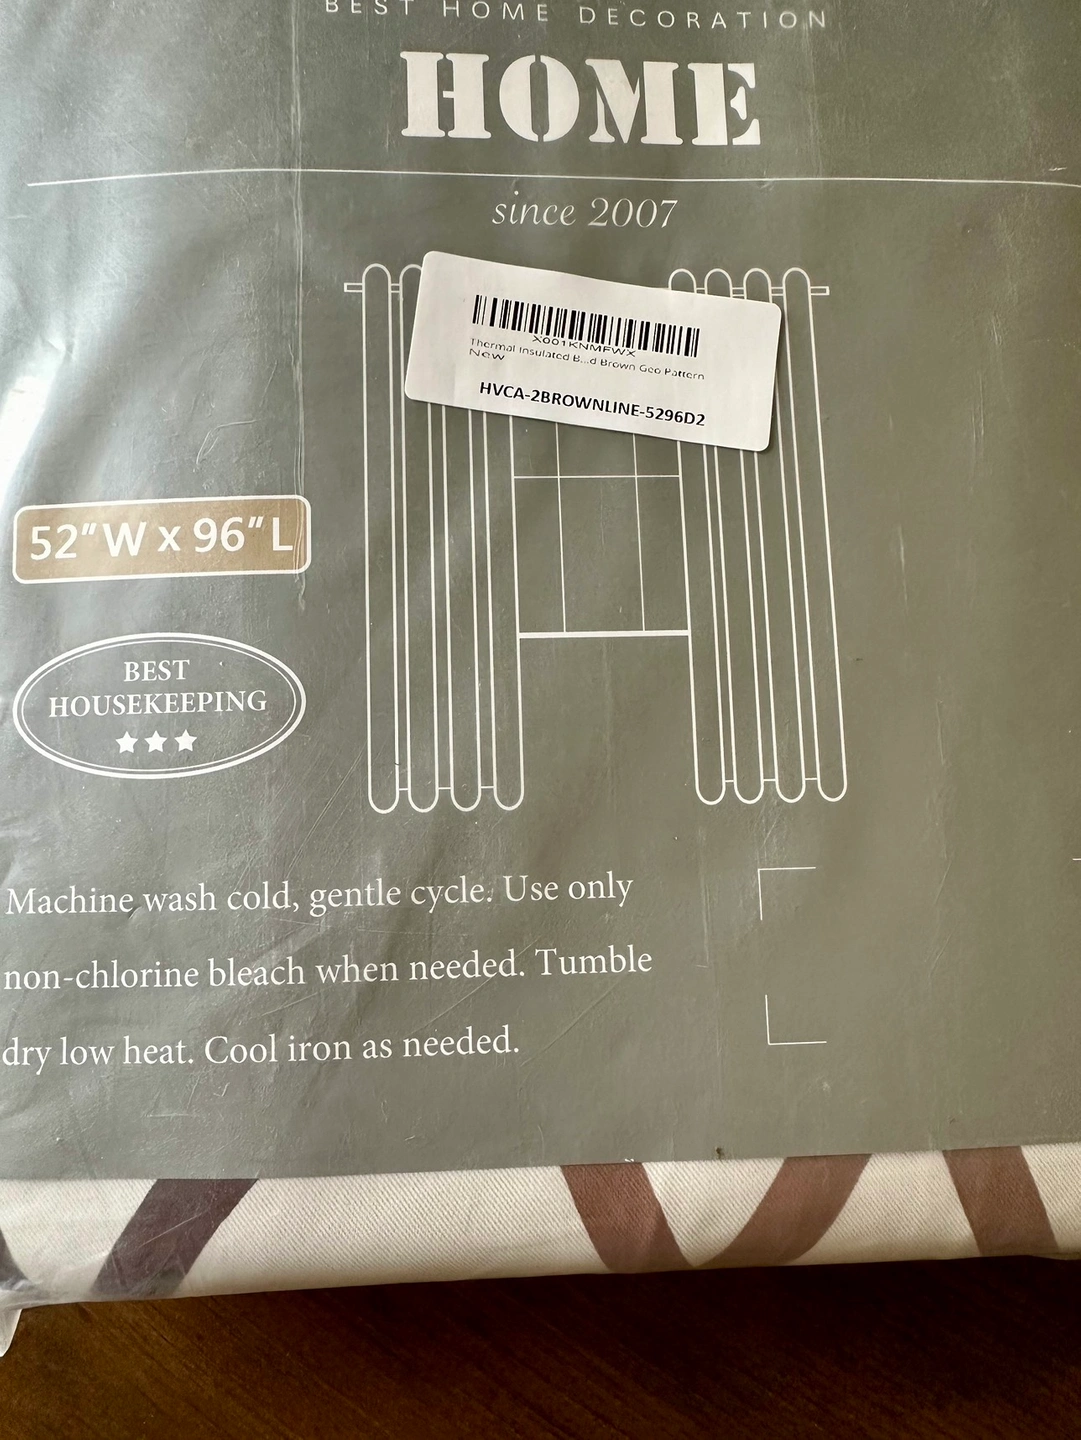 BEST HOME DECORATION
HOME
since 2007
X001KNMFWX
Thermal Insulated B...d Brown Geo Pattern
New
HVCA-2BROWNLINE-5296D2
52"W x 96"L
BEST
HOUSEKEEPING
Machine wash cold, gentle cycle. Use only
non-chlorine bleach when needed. Tumble
dry low heat. Cool iron as needed.